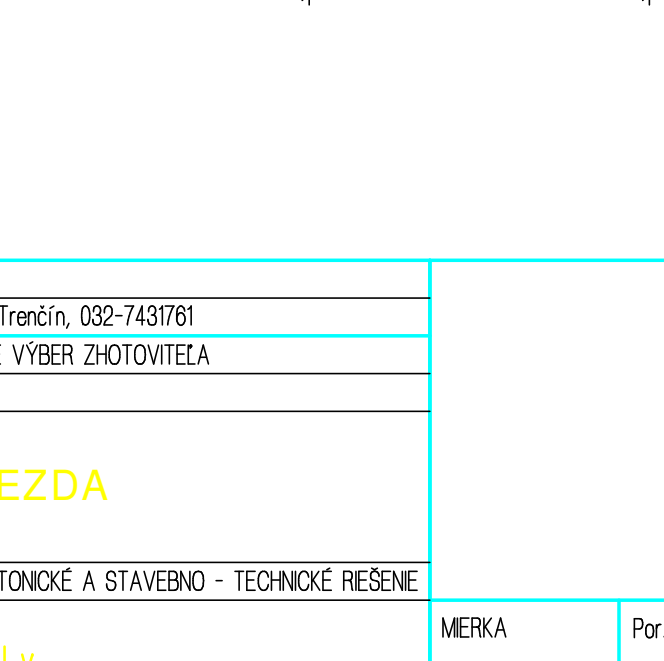 Trenčín, 032-7431761
VÝBER ZHOTOVITEĽA
EZDA
TONICKÉ A STAVEBNO - TECHNICKÉ RIEŠENIE
MIERKA
Por.